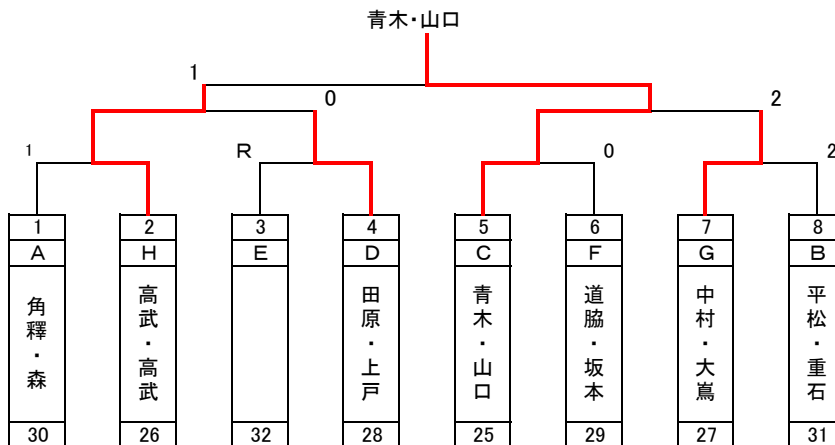 青木・山口
1
0
2
1
R
0
2
1 2 3 4 5 6 7 8
A H E D C F G B
角釋・森
高武・高武
田原・上戸
青木・山口
道脇・坂本
中村・大嶌
平松・重石
30 26 32 28 25 29 27 31